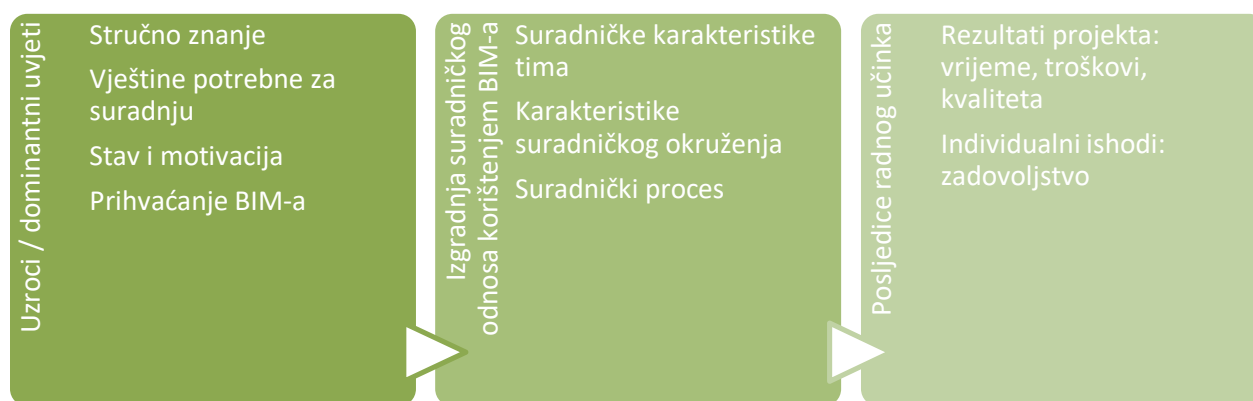 Uzroci / dominantni uvjeti
Stručno znanje
Vještine potrebne za
suradnju
Stav i motivacija
Prihvaćanje BIM-a
Izgradnja suradničkog
odnosa korištenjem BIM-a
Suradničke karakteristike
tima
Karakteristike
suradničkog okruženja
Suradnički proces
Posljedice radnog učinka
Rezultati projekta:
vrijeme, troškovi,
kvaliteta
Individualni ishodi:
zadovoljstvo